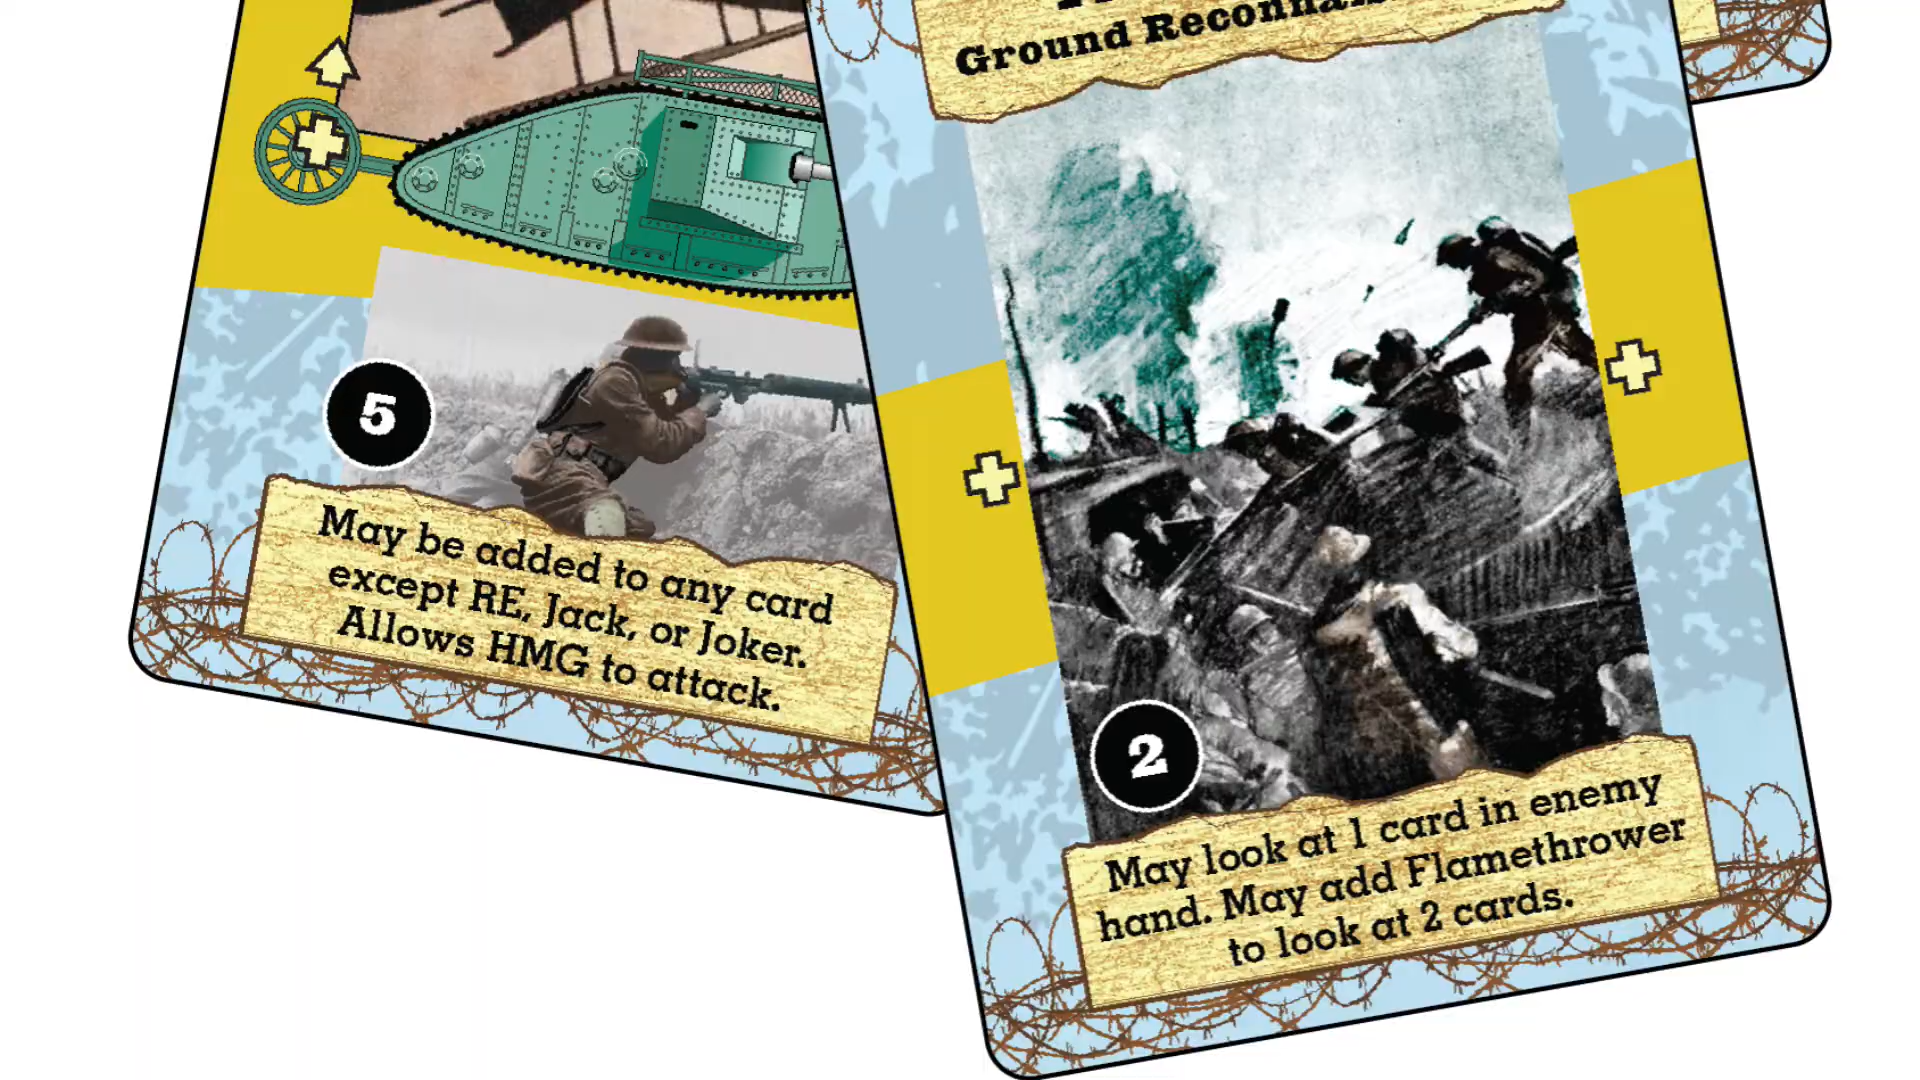 5
May be added to any card
except RE, Jack, or Joker.
Allows HMG to attack.
Ground
2
May look at 1 card in enemy
hand. May add Flamethrower
to look at 2 cards.